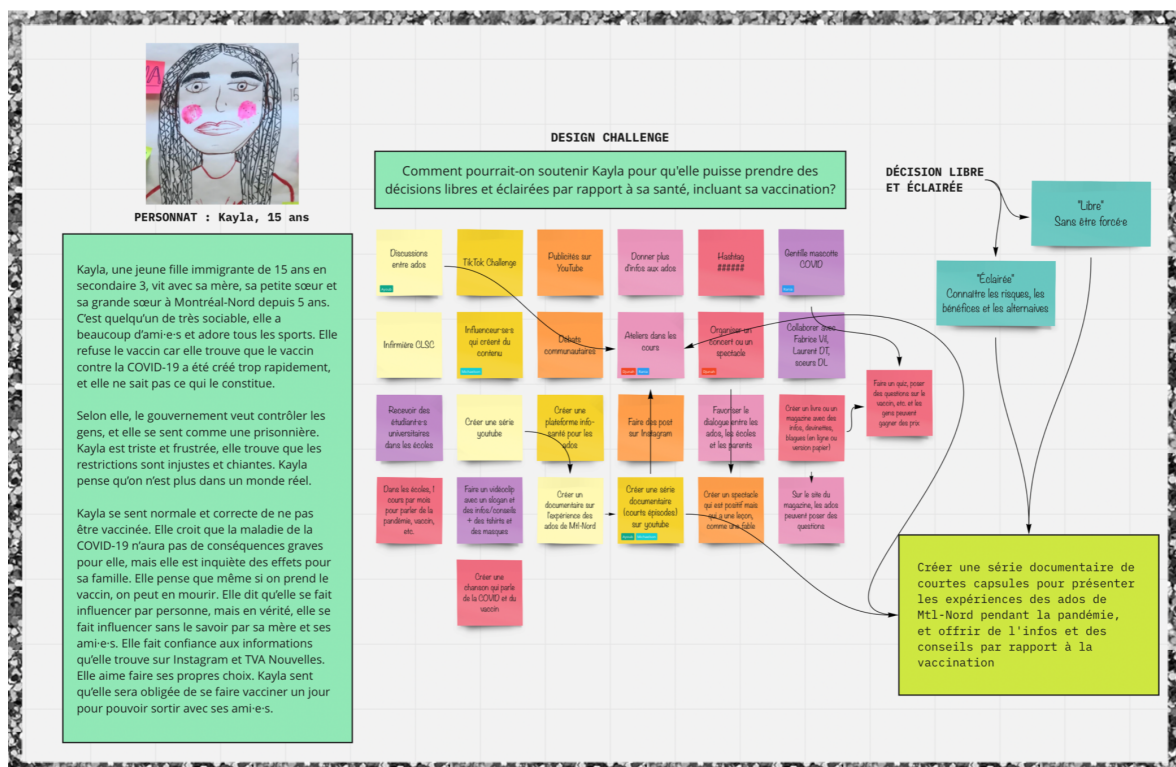 PERSONNAT : Kayla, 15 ans
Kayla, une jeune fille immigrante de 15 ans en
secondaire 3, vit avec sa mère, sa petite sœur et
sa grande sœur à Montréal-Nord depuis 5 ans.
C'est quelqu'un de très sociable, elle a
beaucoup d'ami·e·s et adore tous les sports. Elle
refuse le vaccin car elle trouve que le vaccin
contre la COVID-19 a été créé trop rapidement,
et elle ne sait pas ce qui le constitue.
Selon elle, le gouvernement veut contrôler les
gens, et elle se sent comme une prisonnière.
Kayla est triste et frustrée, elle trouve que les
restrictions sont injustes et chiantes. Kayla
pense qu'on n'est plus dans un monde réel.
Kayla se sent normale et correcte de ne pas
être vaccinée. Elle croit que la maladie de la
COVID-19 n'aura pas de conséquences graves
pour elle, mais elle est inquiète des effets pour
sa famille. Elle pense que même si on prend le
vaccin, on peut en mourir. Elle dit qu'elle se fait
influencer par personne, mais en vérité, elle se
fait influencer sans le savoir par sa mère et ses
ami·e·s. Elle fait confiance aux informations
qu'elle trouve sur Instagram et TVA Nouvelles.
Elle aime faire ses propres choix. Kayla sent
qu'elle sera obligée de se faire vacciner un jour
pour pouvoir sortir avec ses ami·e·s.
DESIGN CHALLENGE
Comment pourrait-on soutenir Kayla pour qu'elle puisse prendre des
décisions libres et éclairées par rapport à sa santé, incluant sa vaccination?
Discussions
entre ados
TikTok Challenge
Publicités sur
YouTube
Donner plus
d'infos aux ados
Hashtag
######
Gentille mascotte
COVID
Infirmière CLSC
Influenceur·se·s
qui créent du
contenu
Débats
communautaires
Ateliers dans les
cours
Organiser un
concert ou un
spectacle
Collaborer avec
Fabrice Vil,
Laurent DT,
soeurs DL
Recevoir des
étudiant·e·s
universitaires
dans les écoles
Créer une série
youtube
Créer une
plateforme info-
santé pour les
ados
Faire des post
sur Instagram
Favoriser le
dialogue entre les
ados, les écoles
et les parents
Créer un livre ou un
magazine avec des
infos, devinettes,
blagues (en ligne ou
version papier)
Faire un quiz, poser
des questions sur le
vaccin, etc. et les
gens peuvent
gagner des prix
Dans les écoles, 1
cours par mois
pour parler de la
pandémie, vaccin,
etc.
Faire un vidéoclip
avec un slogan et
des infos/conseils
+ des tshirts et
des masques
Créer un
documentaire sur
l'expérience des
ados de Mtl-Nord
Créer une série
documentaire
(courts épisodes)
sur youtube
Créer un spectacle
qui est positif mais
qui a une leçon,
comme une fable
Sur le site du
magazine, les ados
peuvent poser des
questions
Créer une
chanson qui parle
de la COVID et du
vaccin
DÉCISION LIBRE
ET ÉCLAIRÉE
"Libre"
Sans être forcé·e
"Éclairée"
Connaître les risques, les
bénéfices et les alternatives
Créer une série documentaire de
courtes capsules pour présenter
les expériences des ados de
Mtl-Nord pendant la pandémie,
et offrir de l'infos et des
conseils par rapport à la
vaccination